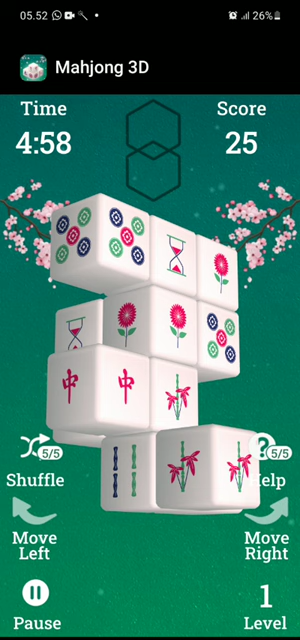 05.52 26%
Mahjong 3D
Time Score
4:58 25
中 中
5/5 5/5
Shuffle Help
Move Left Move Right
Pause 1 Level